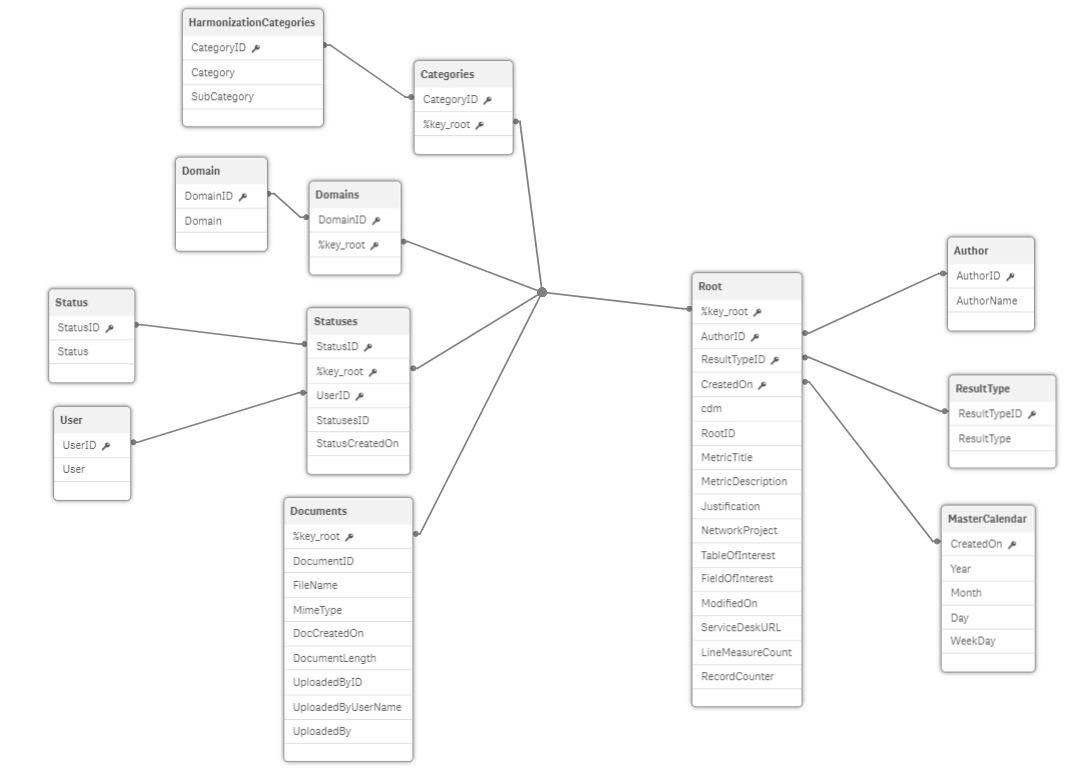 HarmonizationCategories
CategoryID
Category
SubCategory
Categories
CategoryID
%key_root
Domain
DomainID
Domain
Domains
DomainID
%key_root
Status
StatusID
Status
Statuses
StatusID
%key_root
UserID
StatusesID
StatusCreatedOn
User
UserID
User
Documents
%key_root
DocumentID
FileName
MimeType
DocCreatedOn
DocumentLength
UploadedByID
UploadedByUserName
UploadedBy
Root
%key_root
AuthorID
ResultTypeID
CreatedOn
cdm
RootID
MetricTitle
MetricDescription
Justification
NetworkProject
TableOfInterest
FieldOfInterest
ModifiedOn
ServiceDeskURL
LineMeasureCount
RecordCounter
Author
AuthorID
AuthorName
ResultType
ResultTypeID
ResultType
MasterCalendar
CreatedOn
Year
Month
Day
WeekDay